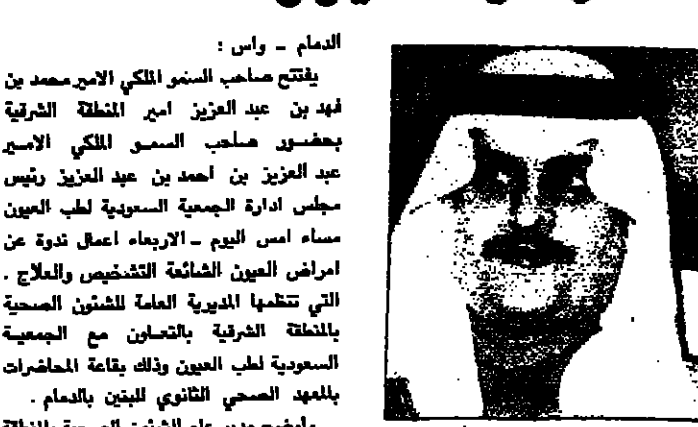 الدمام ــ واس :
يفتتح صاحب السمو الملكي الامير محمد بن
فهد بن عبد العزيز امير المنطقة الشرقية
بحضور صاحب السمو الملكي الامير
عبد العزيز بن احمد بن عبد العزيز رئيس
مجلس ادارة الجمعية السعودية لطب العيون
مساء امس اليوم ــ الاربعاء اعمال ندوة عن
امراض العيون الشائعة التشخيص والعلاج .
التي تنظمها المديرية العامة للشئون الصحية
بالمنطقة الشرقية بالتعاون مع الجمعية
السعودية لطب العيون وذلك بقاعة المحاضرات
بالمعهد الصحي الثانوي للبنين بالدمام .